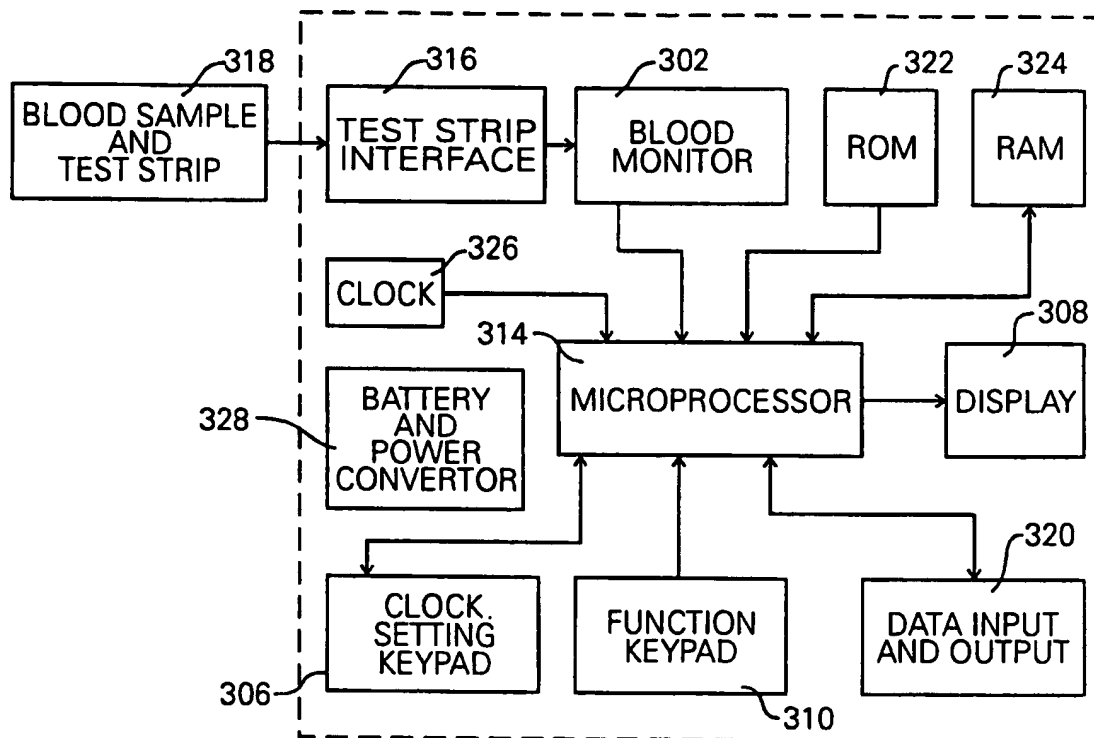 318
316
302
322
324
BLOOD SAMPLE
AND
TEST STRIP
TEST STRIP
INTERFACE
BLOOD
MONITOR
ROM
RAM
326
CLOCK
314
308
MICROPROCESSOR
DISPLAY
328
BATTERY
AND
POWER
CONVERTOR
320
CLOCK.
SETTING
KEYPAD
FUNCTION
KEYPAD
DATA INPUT
AND OUTPUT
306
310